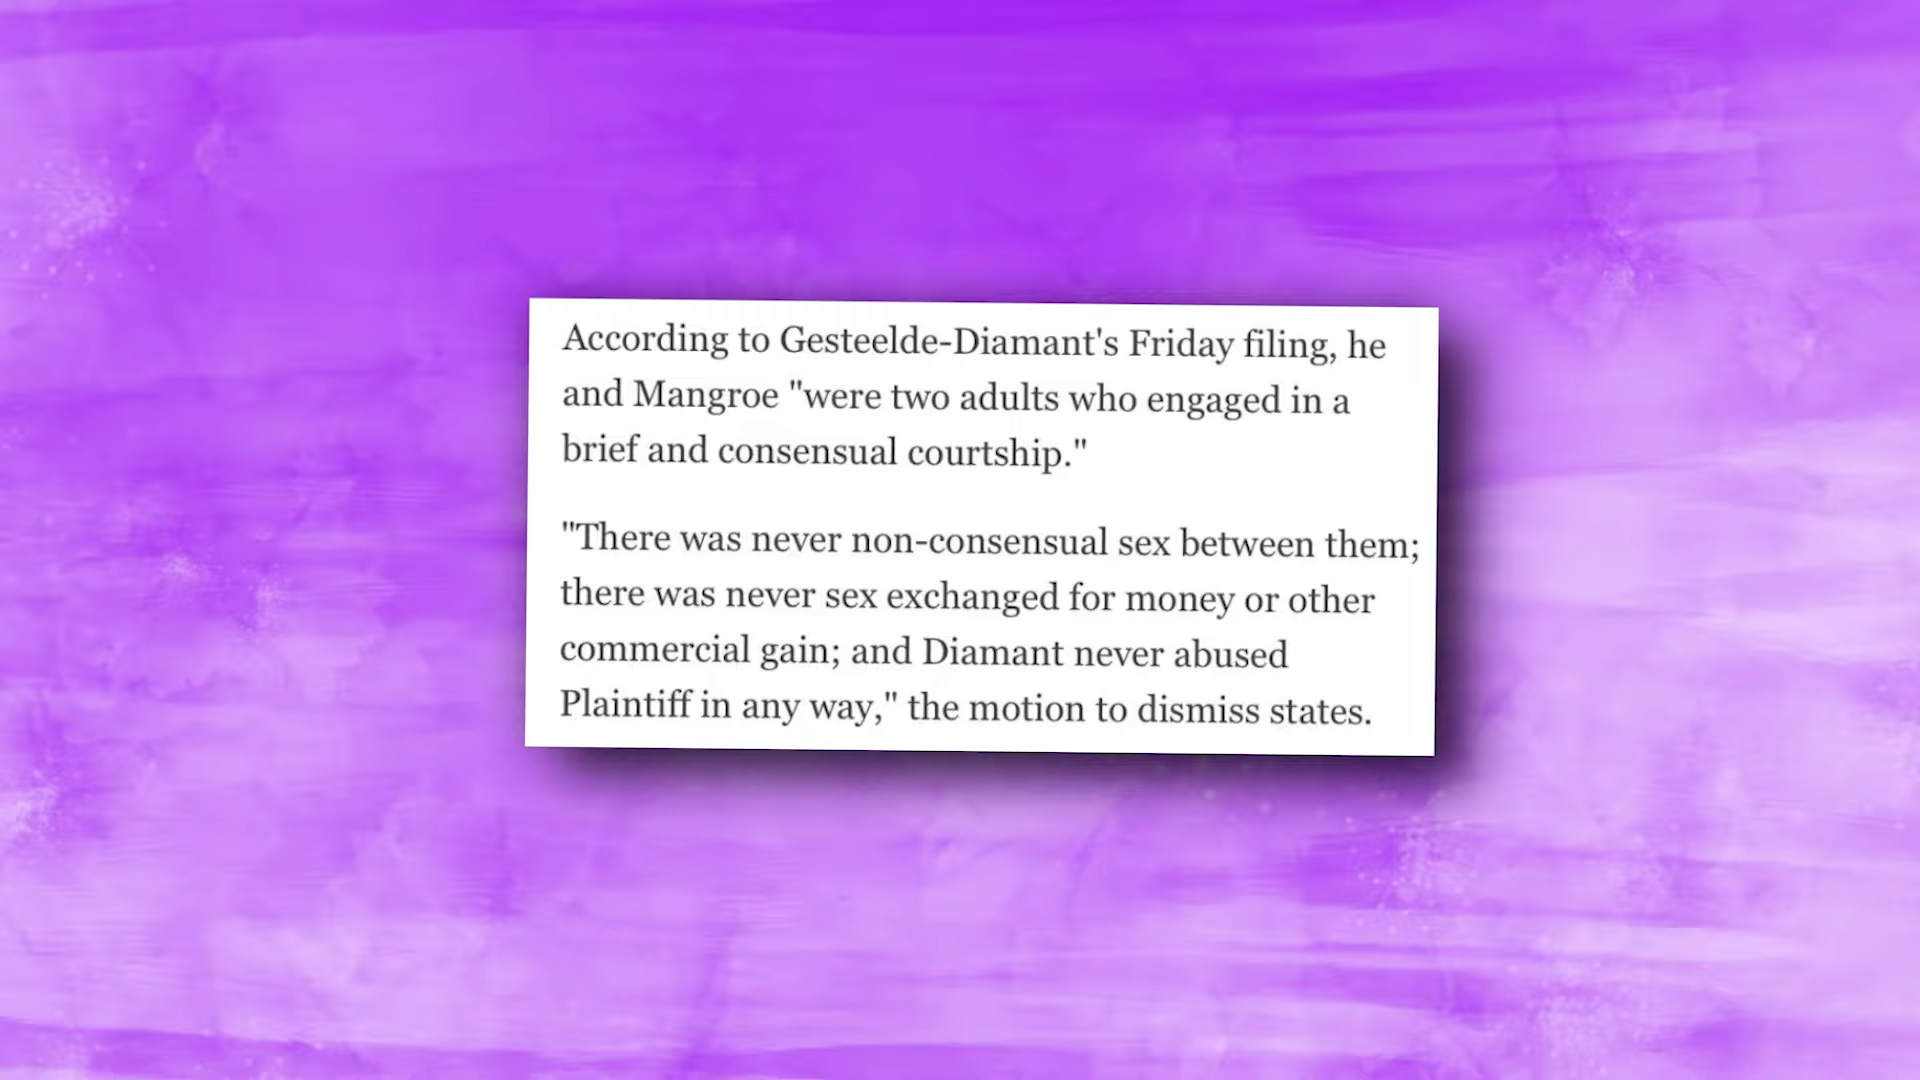 According to Gesteelde-Diamant's Friday filing, he
and Mangroe "were two adults who engaged in a
brief and consensual courtship."
"There was never non-consensual sex between them;
there was never sex exchanged for money or other
commercial gain; and Diamant never abused
Plaintiff in any way," the motion to dismiss states.